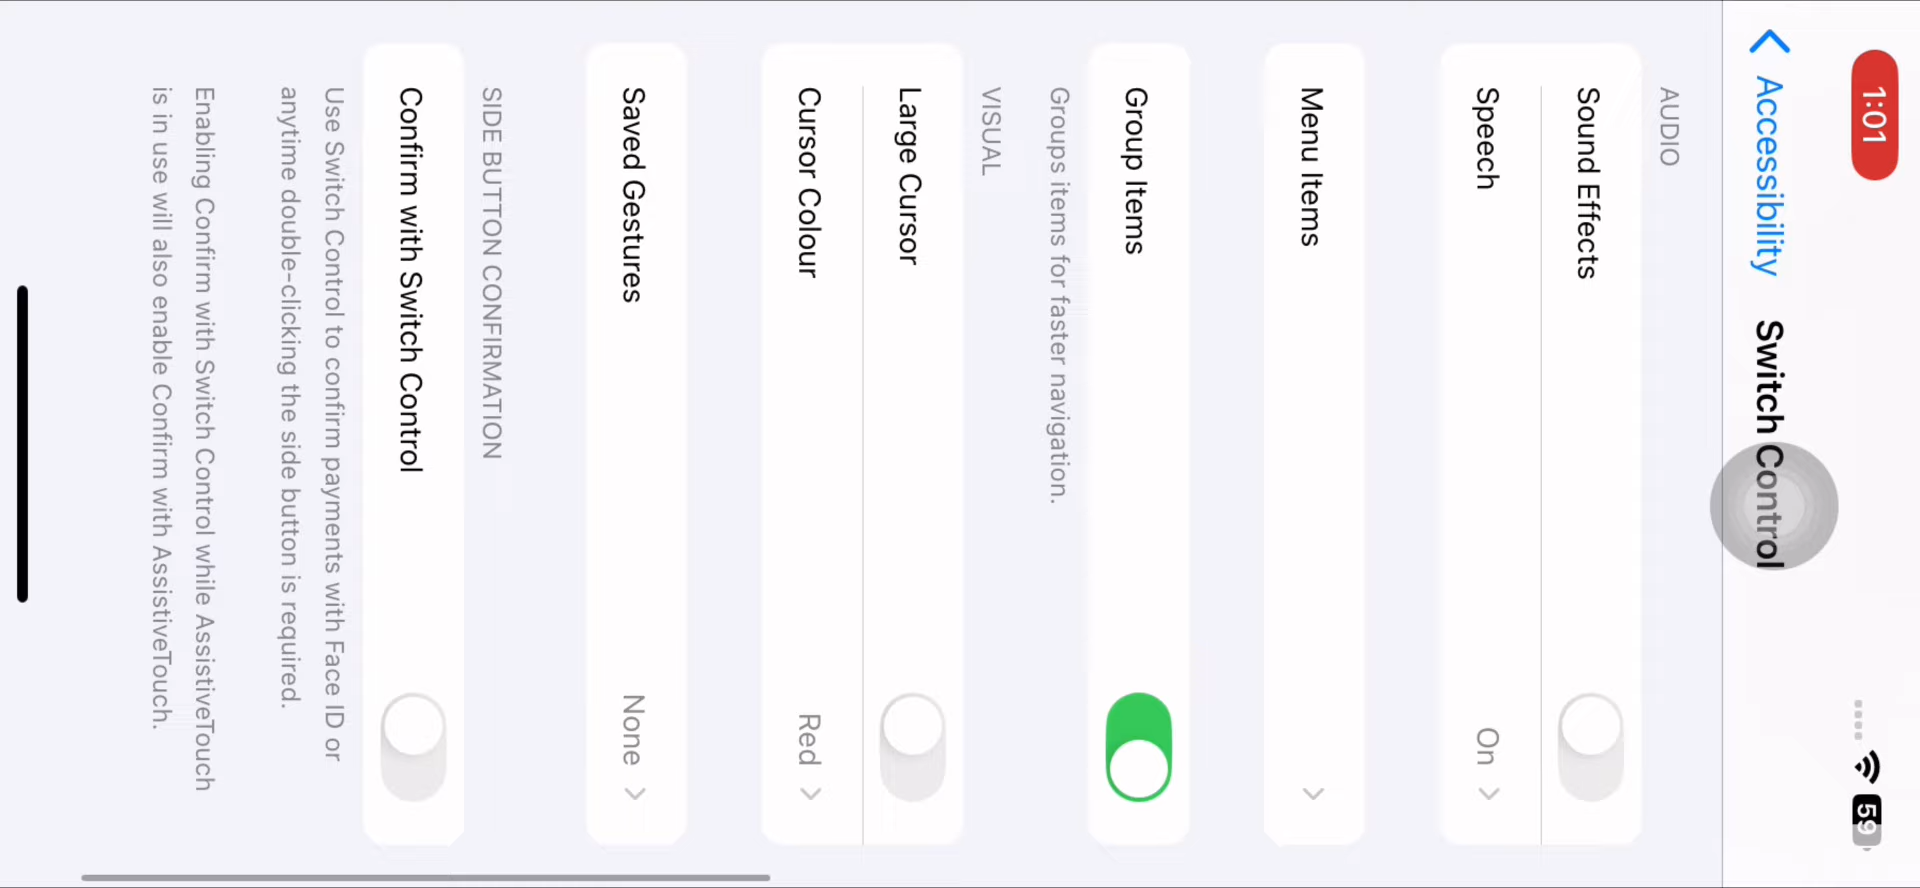 1:01
59
Accessibility Switch Control
AUDIO
Sound Effects
Speech On
Menu Items
Group Items
Groups items for faster navigation.
VISUAL
Large Cursor
Cursor Colour Red
Saved Gestures None
SIDE BUTTON CONFIRMATION
Confirm with Switch Control
Use Switch Control to confirm payments with Face ID or
anytime double-clicking the side button is required.
Enabling Confirm with Switch Control while AssistiveTouch
is in use will also enable Confirm with AssistiveTouch.